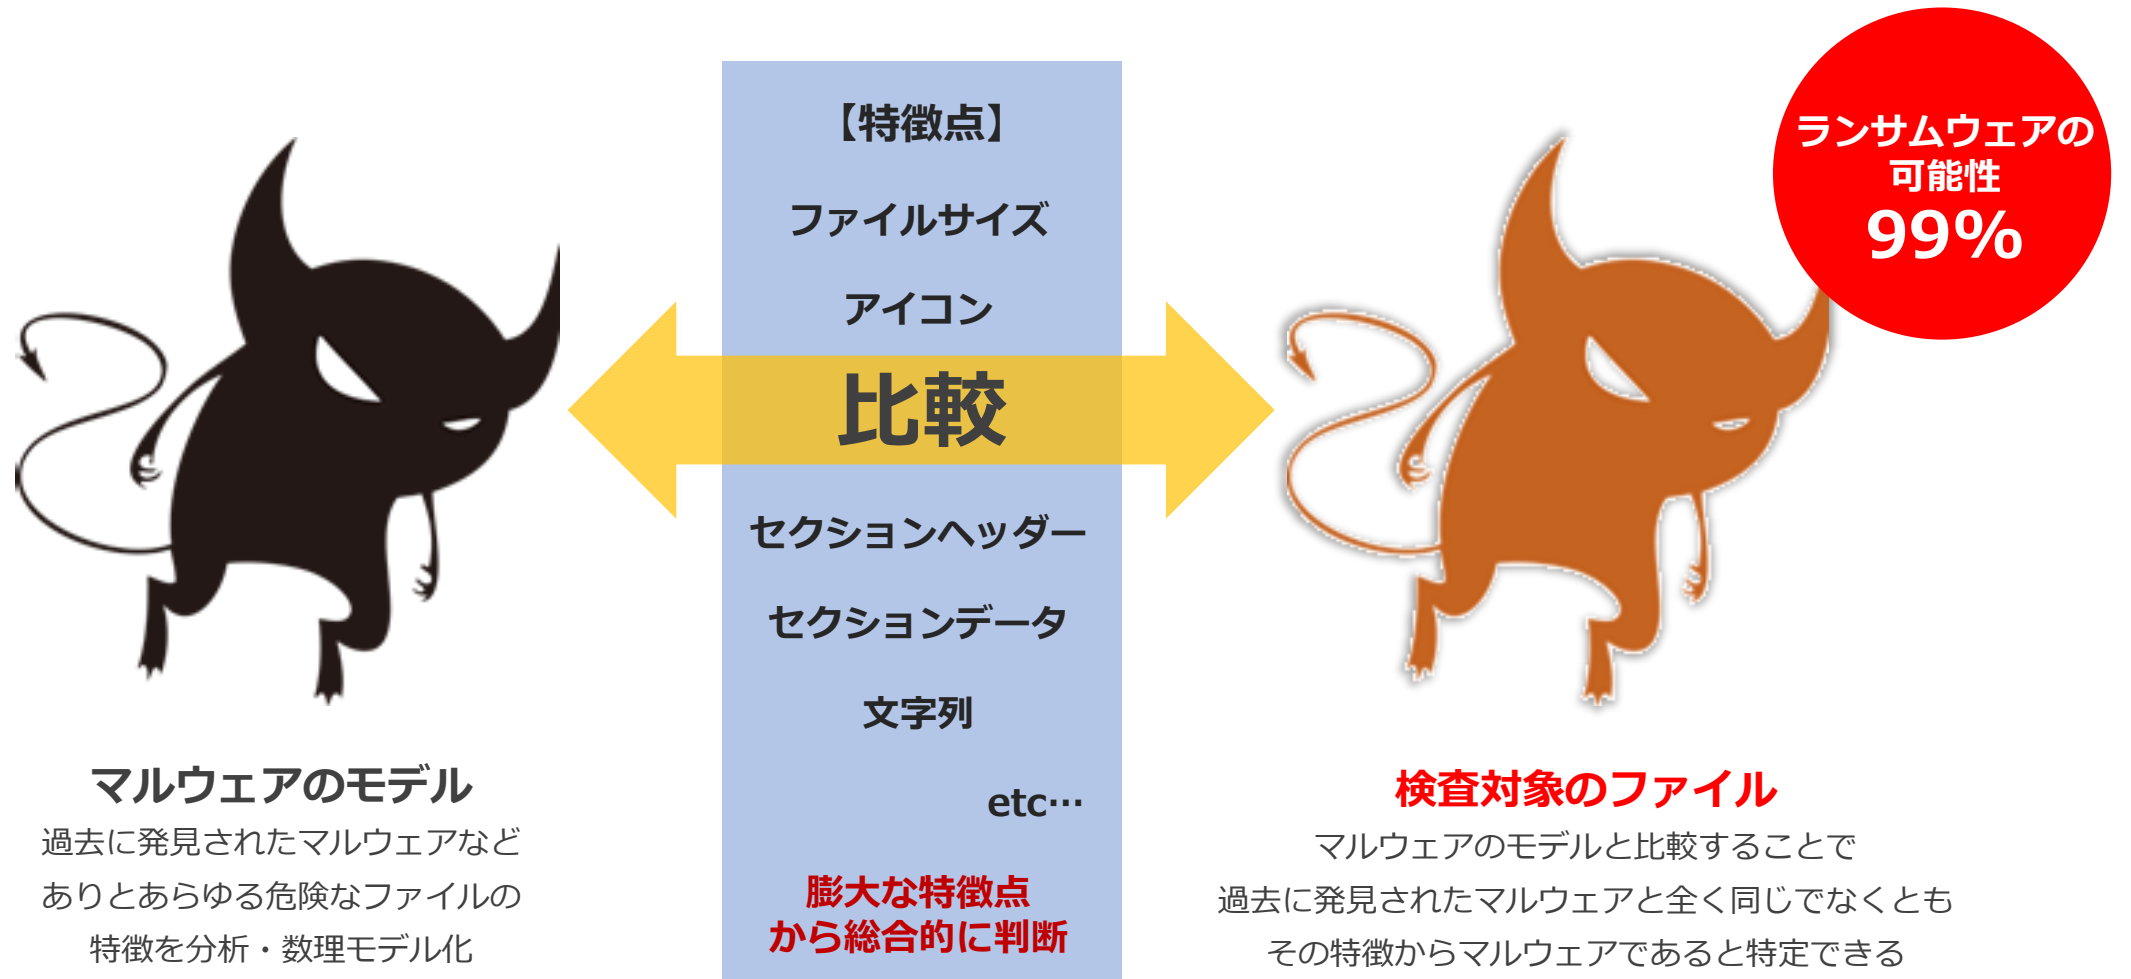 マルウェアのモデル
過去に発見されたマルウェアなど
ありとあらゆる危険なファイルの
特徴を分析・数理モデル化
【特徴点】
ファイルサイズ
アイコン
比較
セクションヘッダー
セクションデータ
文字列
etc…
膨大な特徴点
から総合的に判断
ランサムウェアの
可能性
99%
検査対象のファイル
マルウェアのモデルと比較することで
過去に発見されたマルウェアと全く同じでなくとも
その特徴からマルウェアであると特定できる